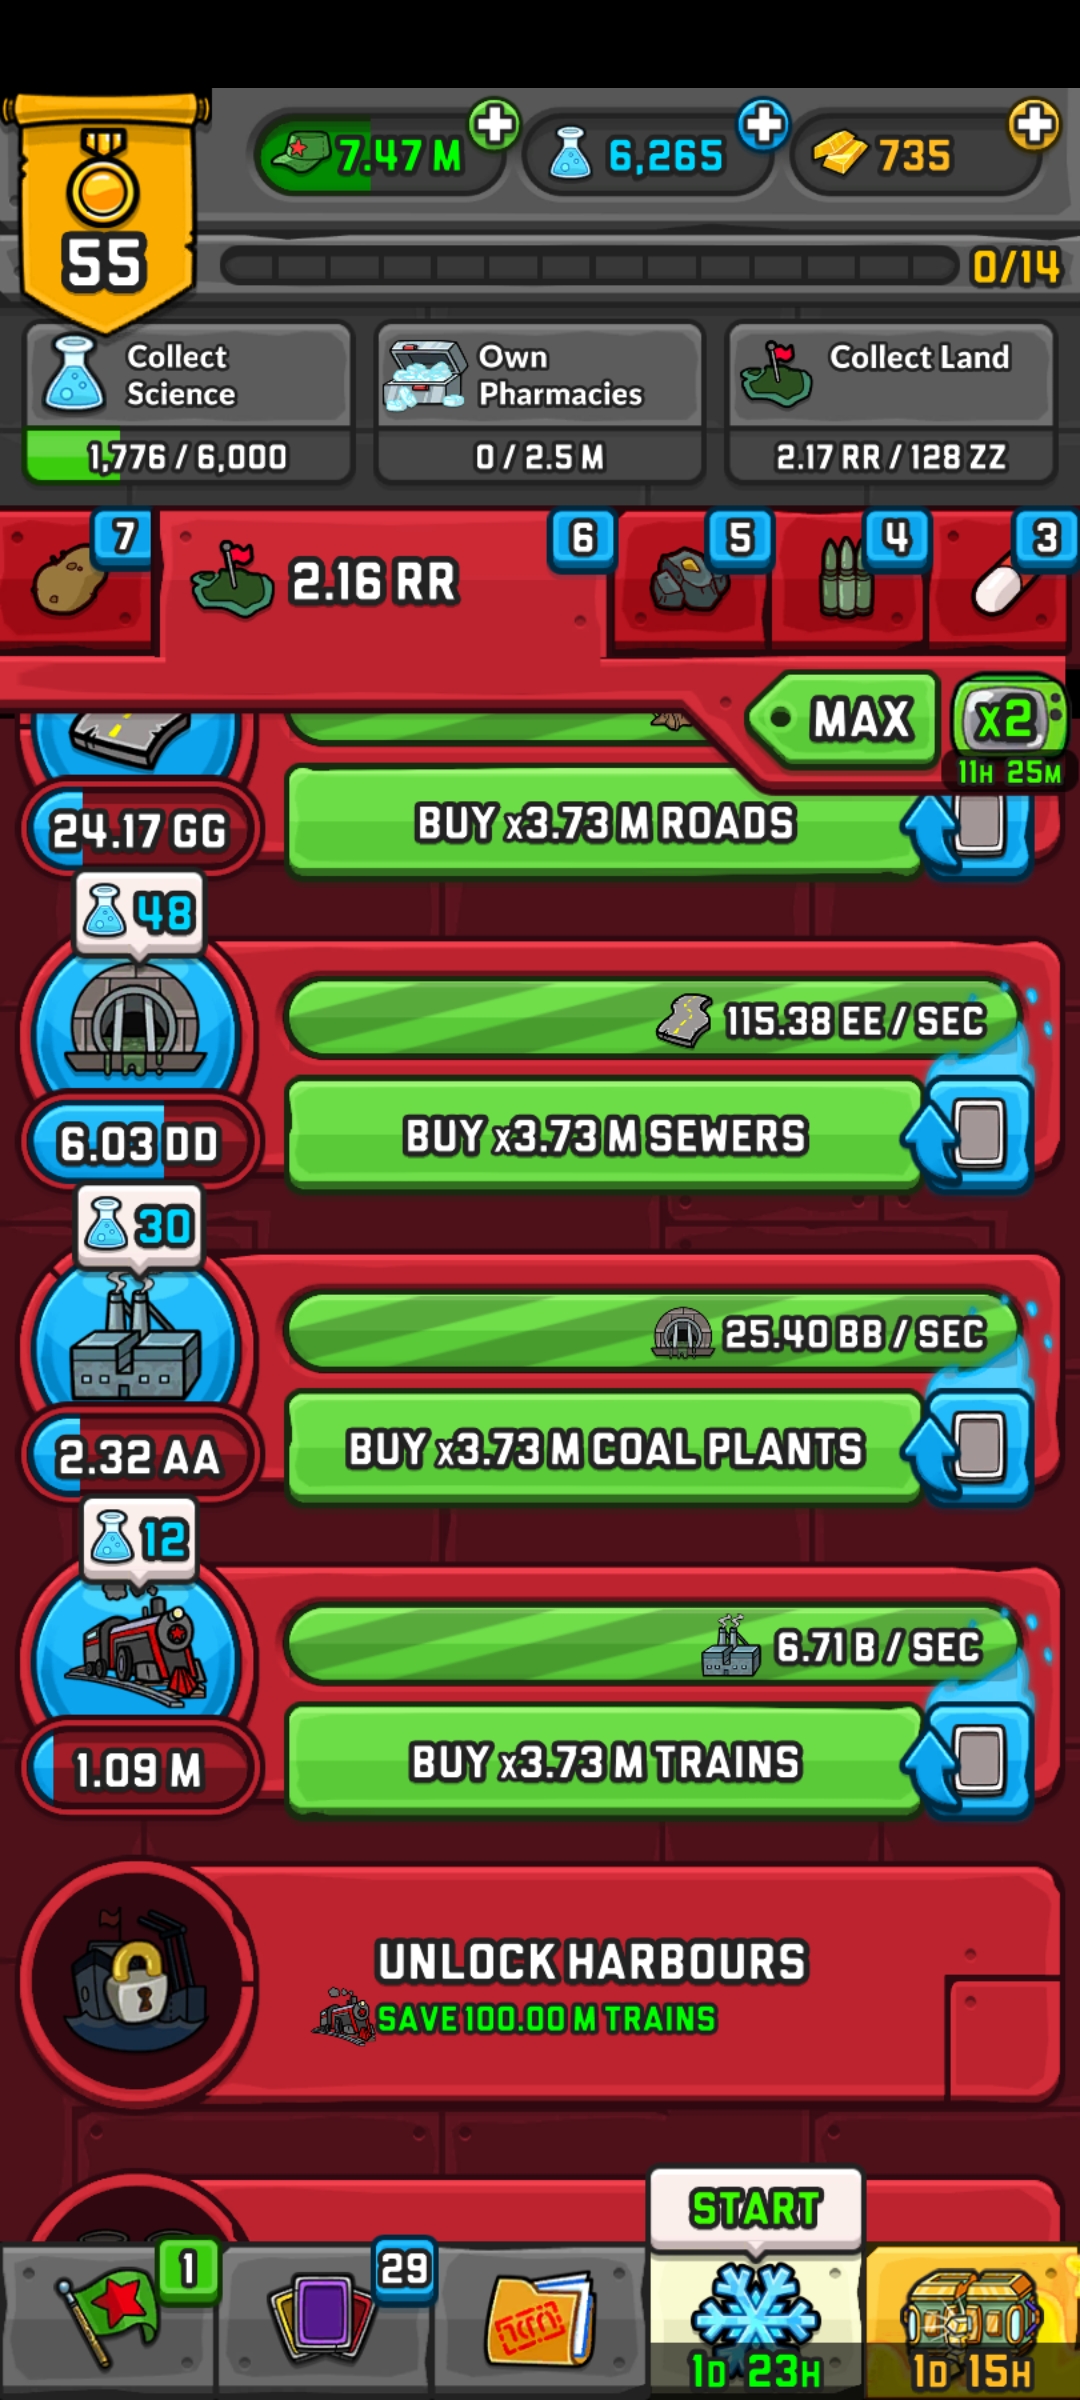 55
7.47 M
6,265
735
0/14
Collect
Science
1,776 / 6,000
Own
Pharmacies
0 / 2.5 M
Collect Land
2.17 RR / 128 ZZ
7
2.16 RR
6
5
4
3
MAX
x2
11H 25M
24.17 GG
BUY x3.73 M ROADS
48
115.38 EE / SEC
6.03 DD
BUY x3.73 M SEWERS
30
25.40 BB / SEC
2.32 AA
BUY x3.73 M COAL PLANTS
12
6.71 B / SEC
1.09 M
BUY x3.73 M TRAINS
UNLOCK HARBOURS
SAVE 100.00 M TRAINS
START
1
29
1D 23H
1D 15H